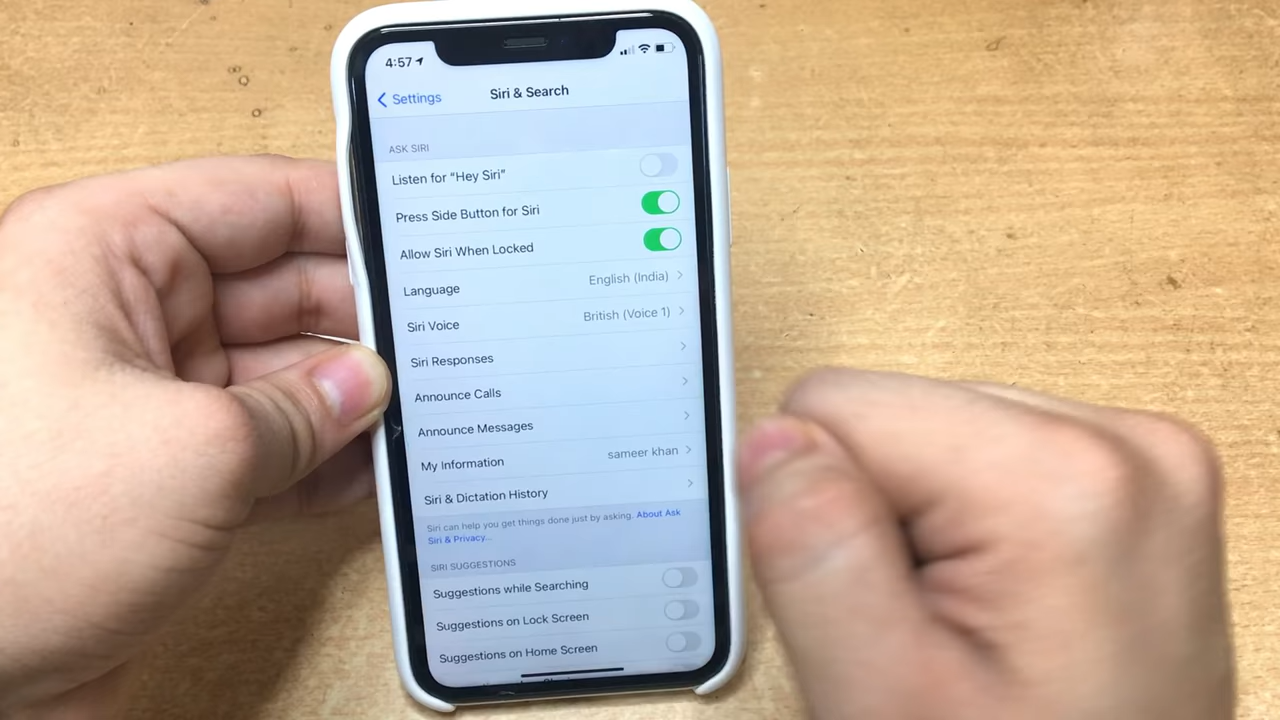 4:57
Settings
Siri & Search
ASK SIRI
Listen for “Hey Siri”
Press Side Button for Siri
Allow Siri When Locked
Language English (India)
Siri Voice British (Voice 1)
Siri Responses
Announce Calls
Announce Messages
My Information sameer khan
Siri & Dictation History
Siri can help you get things done just by asking. About Ask
Siri & Privacy...
SIRI SUGGESTIONS
Suggestions while Searching
Suggestions on Lock Screen
Suggestions on Home Screen